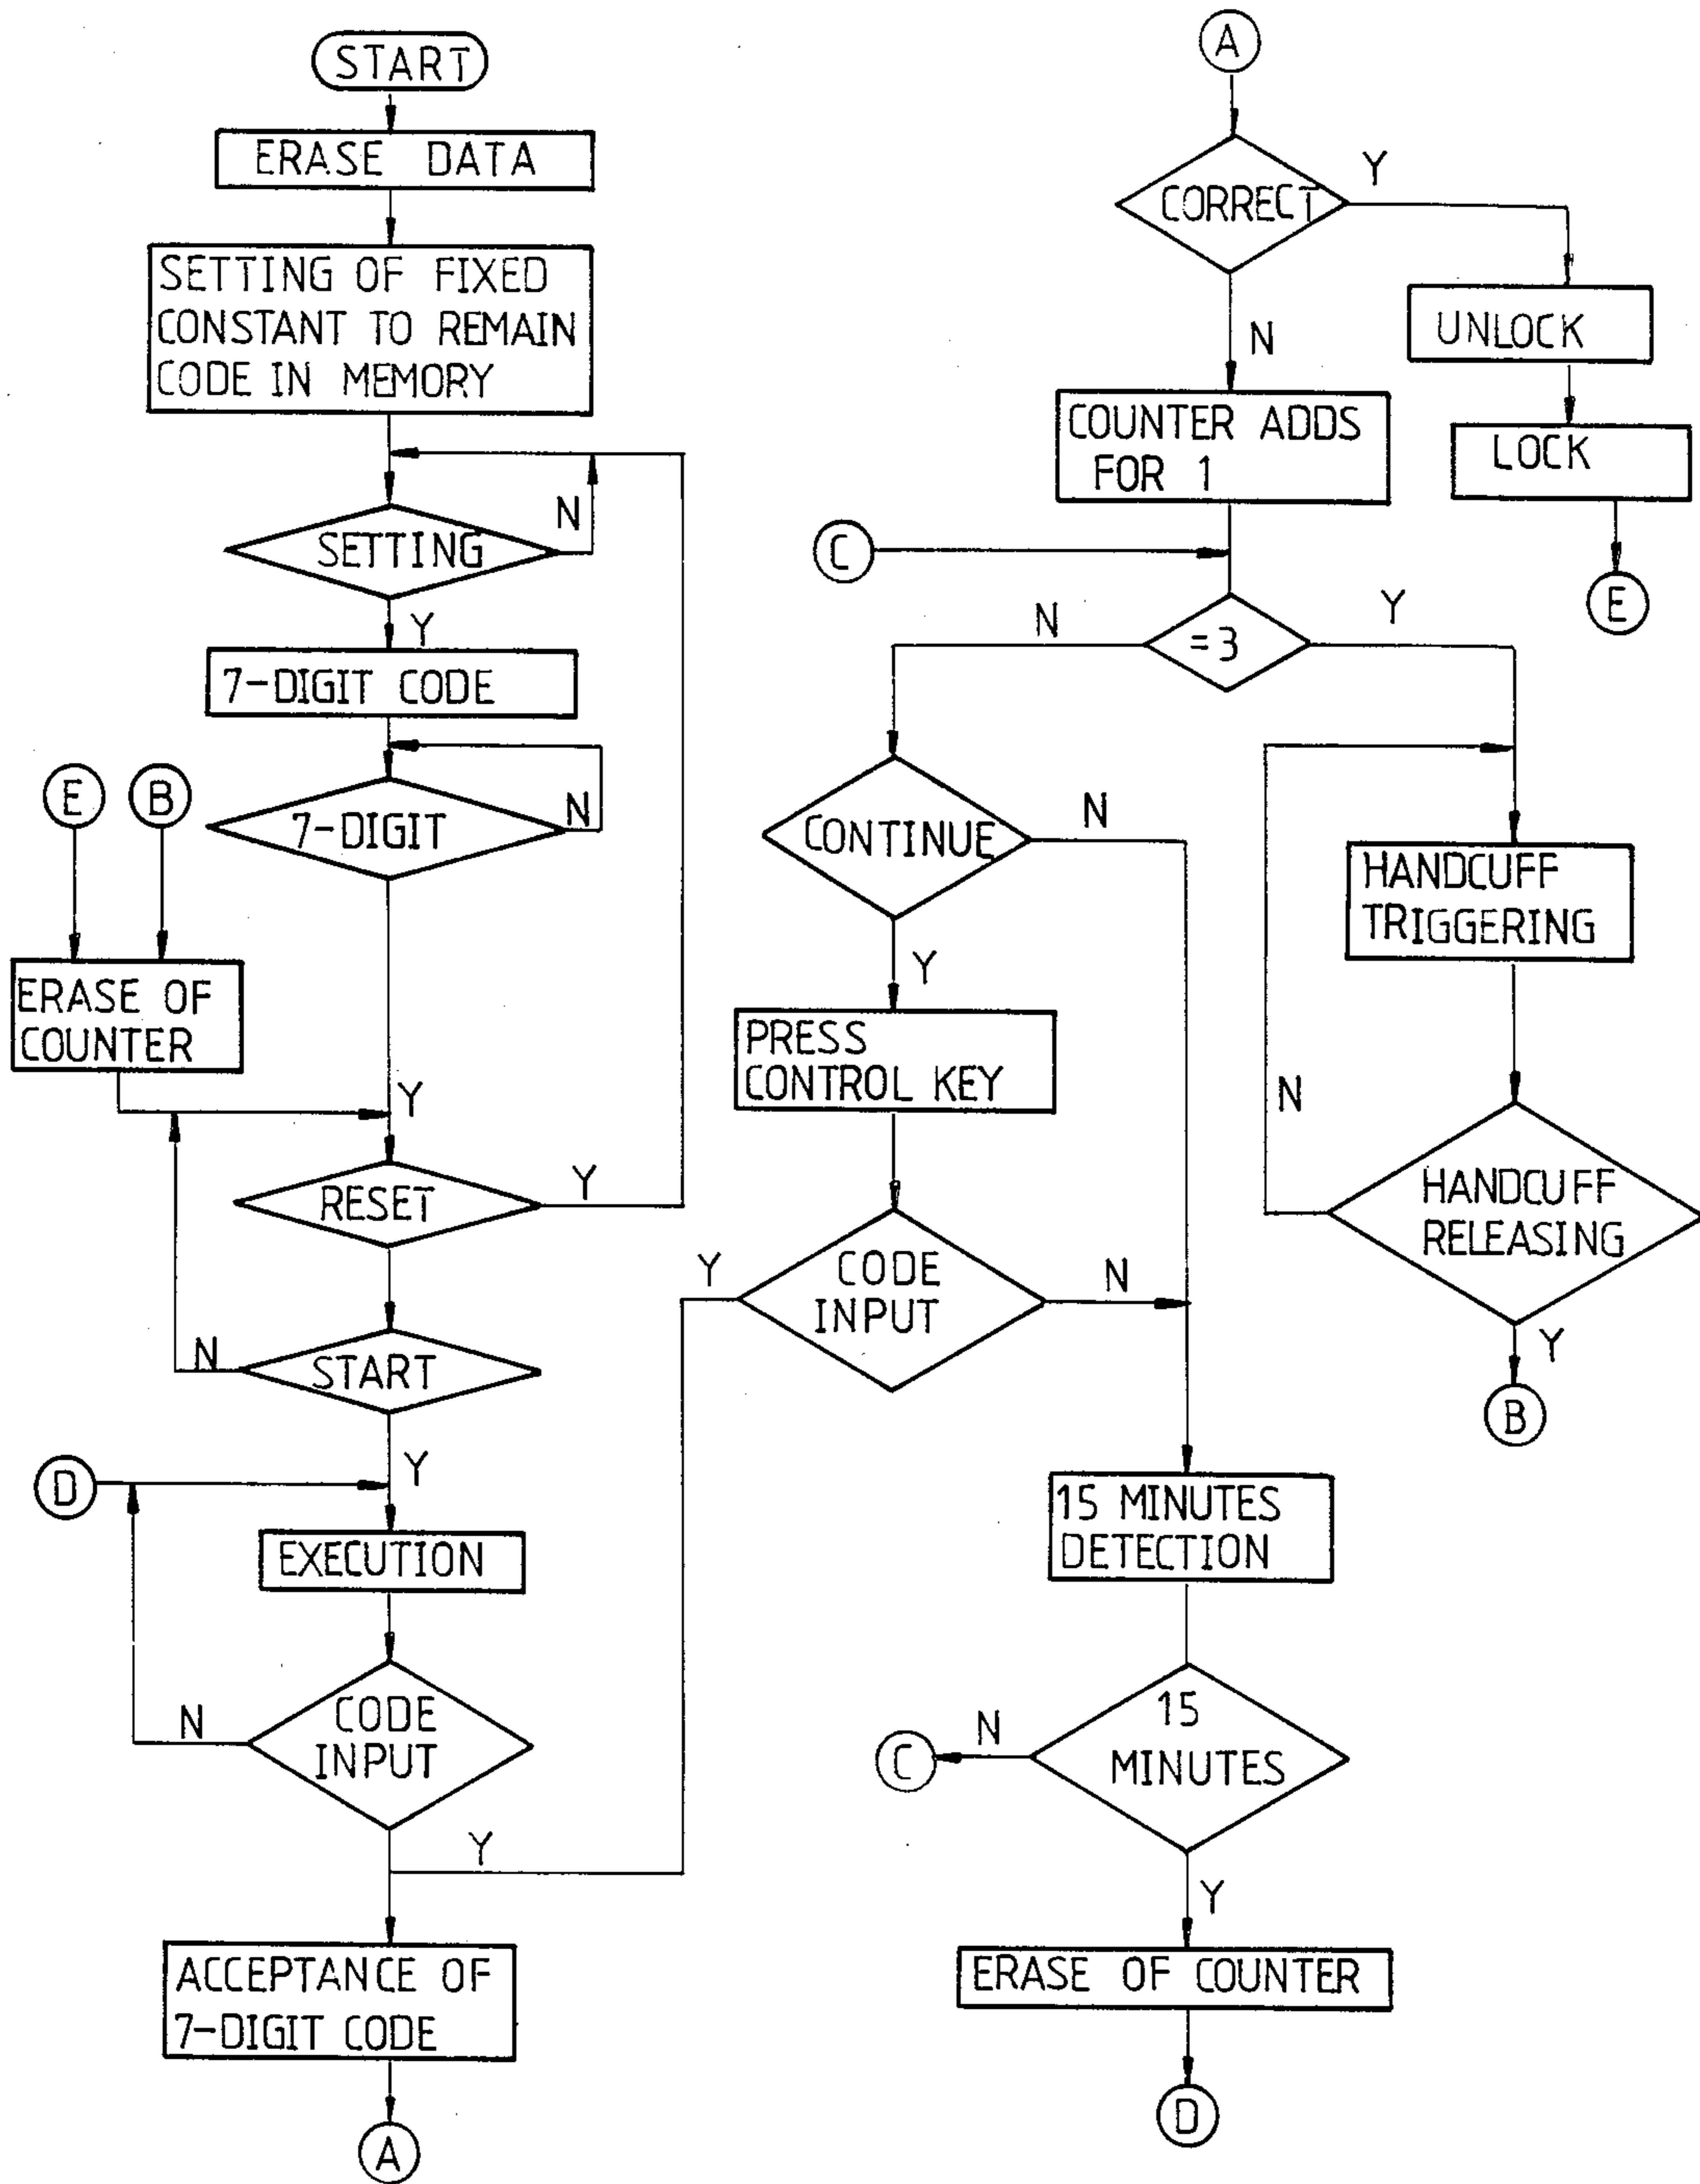 START
ERASE DATA
SETTING OF FIXED
CONSTANT TO REMAIN
CODE IN MEMORY
N
SETTING
Y
7-DIGIT CODE
E
B
7-DIGIT
N
ERASE OF
COUNTER
Y
RESET
Y
N
START
Y
D
EXECUTION
N
CODE
INPUT
Y
ACCEPTANCE OF
7-DIGIT CODE
A
A
CORRECT
Y
UNLOCK
LOCK
E
N
COUNTER ADDS
FOR 1
C
N
=3
Y
CONTINUE
N
Y
PRESS
CONTROL KEY
Y
CODE
INPUT
N
HANDCUFF
TRIGGERING
N
HANDCUFF
RELEASING
Y
B
15 MINUTES
DETECTION
C
N
15
MINUTES
Y
ERASE OF COUNTER
D